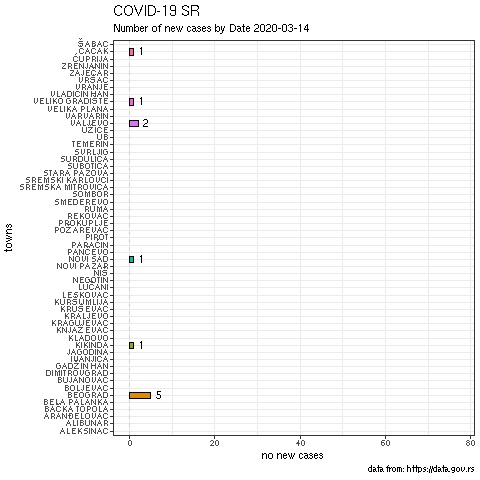 COVID-19 SR
Number of new cases by Date 2020-03-14
ŠABAC
ČAČAK 1
ĆUPRIJA
ZRENJANIN
ZAJEČAR
VRŠAC
VRANJE
VLADIČIN HAN
VELIKO GRADIŠTE 1
VELIKA PLANA
VARVARIN
VALJEVO 2
UŽICE
UB
TEMERIN
SVRLJIG
SURDULICA
SUBOTICA
STARA PAZOVA
SREMSKI KARLOVCI
SREMSKA MITROVICA
SOMBOR
SMEDEREVO
RUMA
REKOVAC
PROKUPLJE
POŽAREVAC
PIROT
PARAĆIN
PANČEVO
NOVI SAD 1
NOVI PAZAR
NIŠ
NEGOTIN
LUČANI
LESKOVAC
KURŠUMLIJA
KRUŠEVAC
KRALJEVO
KRAGUJEVAC
KNJAŽEVAC
KLADOVO
KIKINDA 1
JAGODINA
IVANJICA
GADŽIN HAN
DIMITROVGRAD
BUJANOVAC
BOLJEVAC
BEOGRAD 5
BELA PALANKA
BAČKA TOPOLA
ARANĐELOVAC
ALIBUNAR
ALEKSINAC
towns
0 20 40 60 80
no new cases
data from: https://data.gov.rs